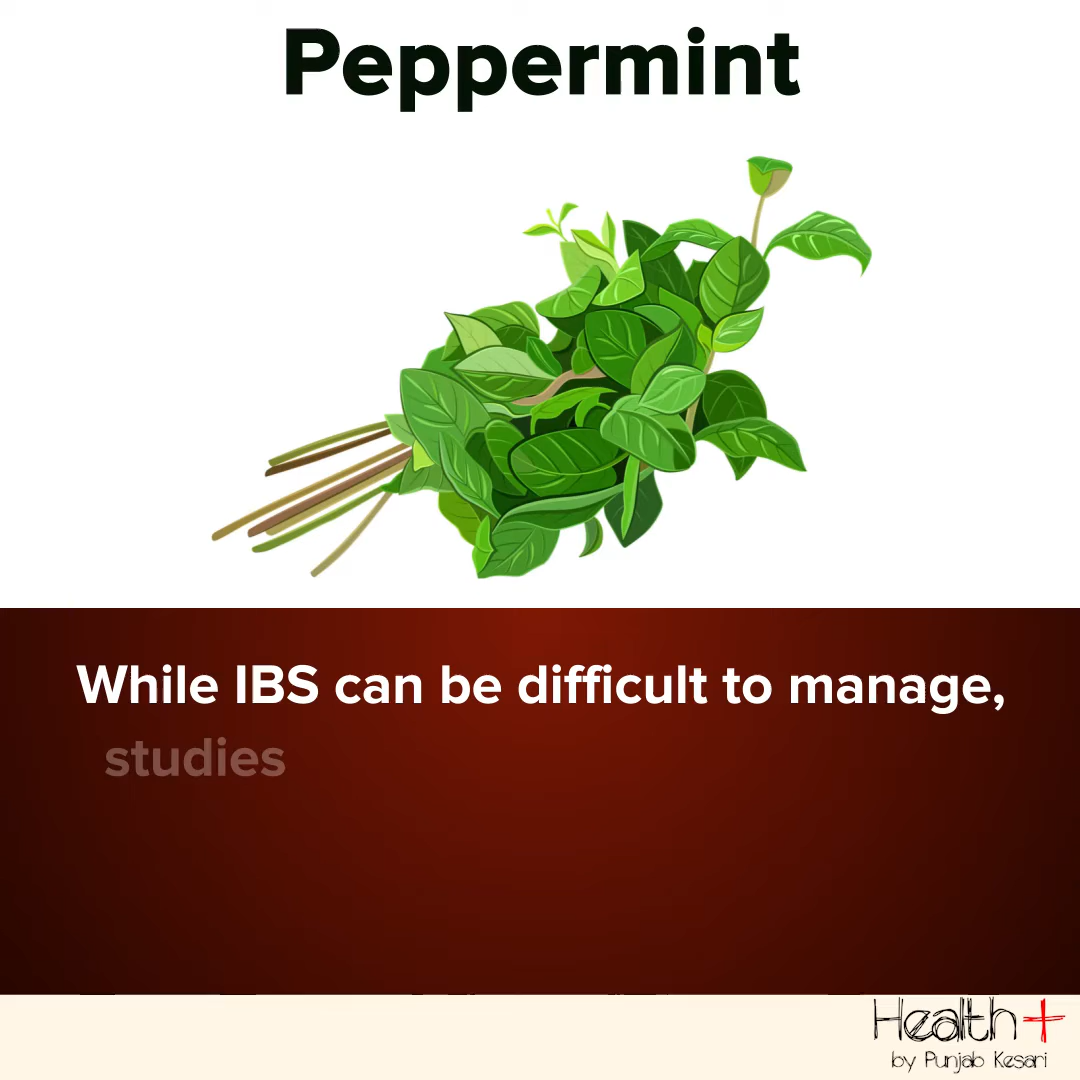 Peppermint
While IBS can be difficult to manage,
studies
Health+
by Punjab Kesari